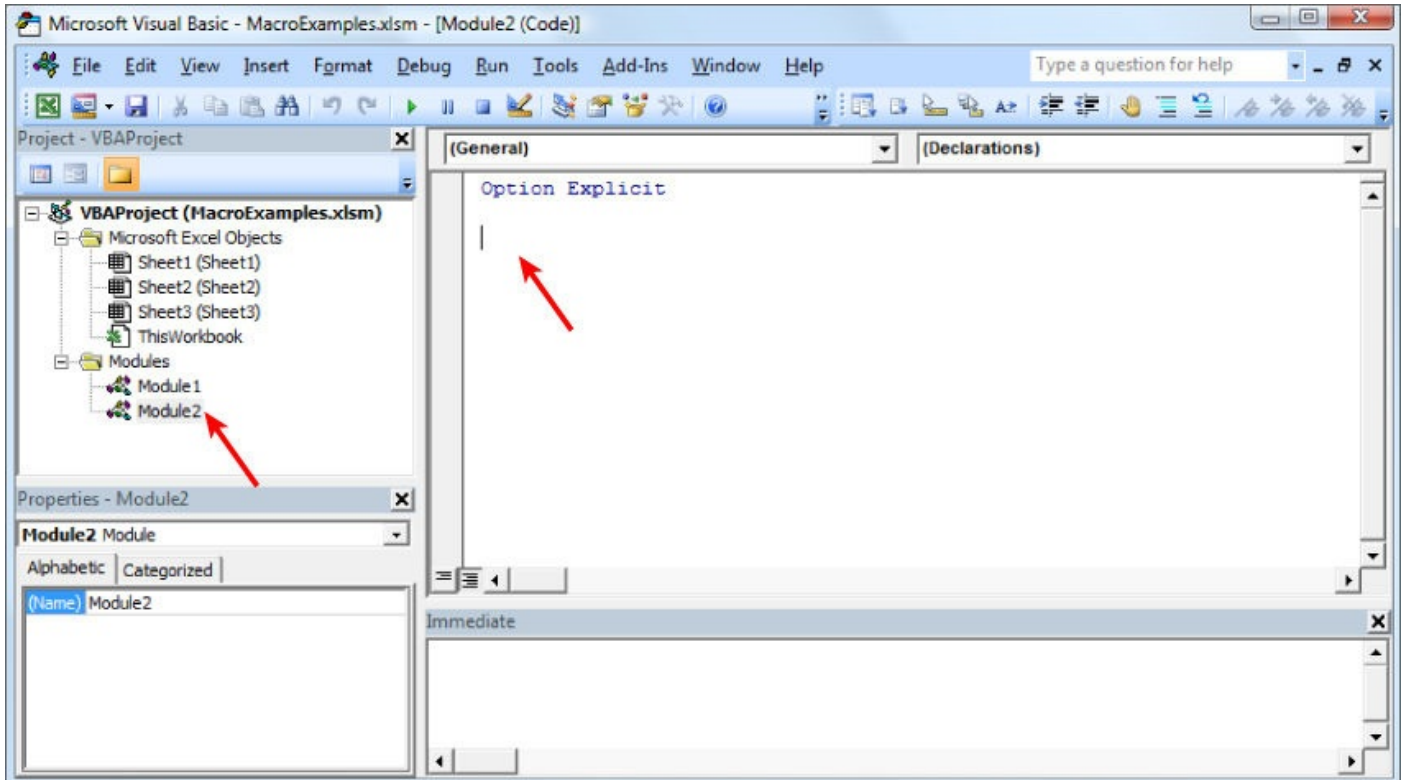 Microsoft Visual Basic - MacroExamples.xlsm - [Module2 (Code)]
File Edit View Insert Format Debug Run Tools Add-Ins Window Help Type a question for help
Project - VBAProject
(General) (Declarations)
Option Explicit
VBAProject (MacroExamples.xlsm)
Microsoft Excel Objects
Sheet1 (Sheet1)
Sheet2 (Sheet2)
Sheet3 (Sheet3)
ThisWorkbook
Modules
Module1
Module2
Properties - Module2
Module2 Module
Alphabetic Categorized
(Name) Module2
Immediate